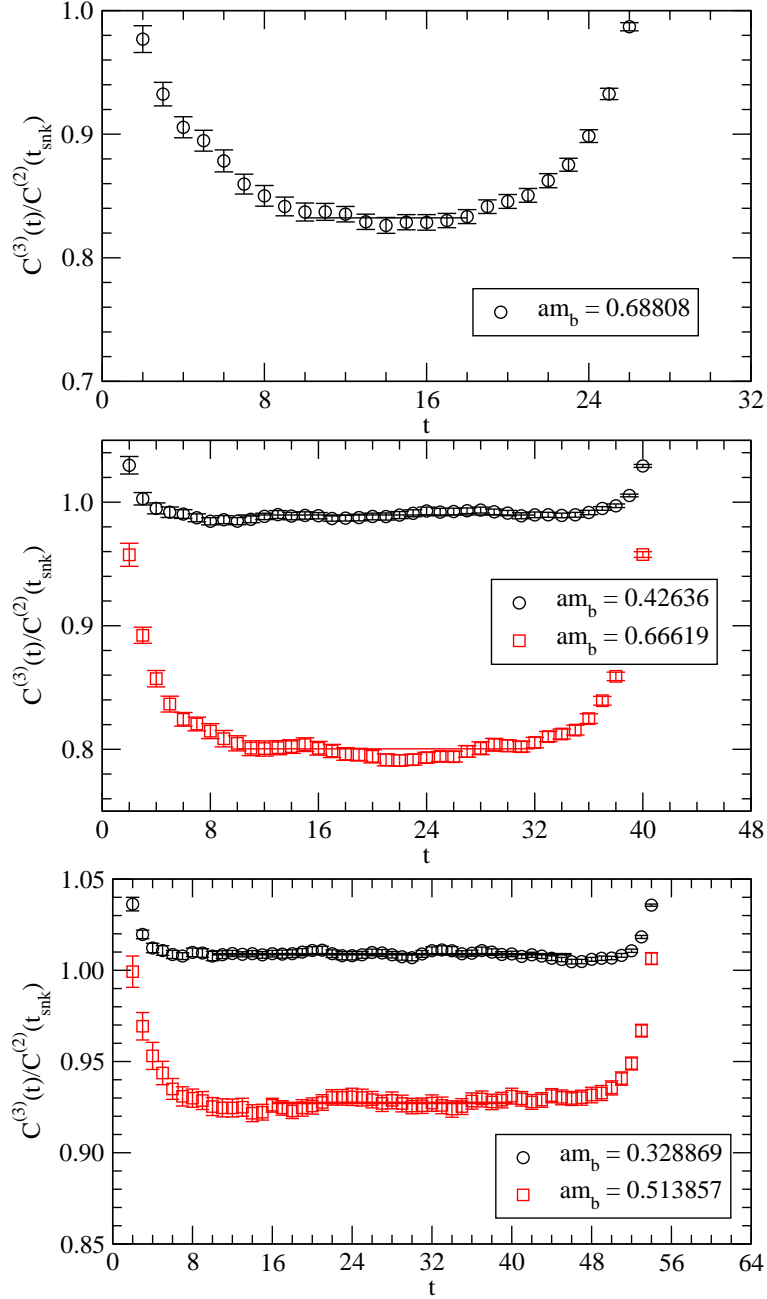 1.0
0.9
0.8
0.7
C^(3)(t)/C^(2)(t_snk)
am_b = 0.68808
0 8 16 24 32
t
1.0
0.9
0.8
C^(3)(t)/C^(2)(t_snk)
am_b = 0.42636
am_b = 0.66619
0 8 16 24 32 40 48
t
1.05
1.00
0.95
0.90
0.85
C^(3)(t)/C^(2)(t_snk)
am_b = 0.328869
am_b = 0.513857
0 8 16 24 32 40 48 56 64
t